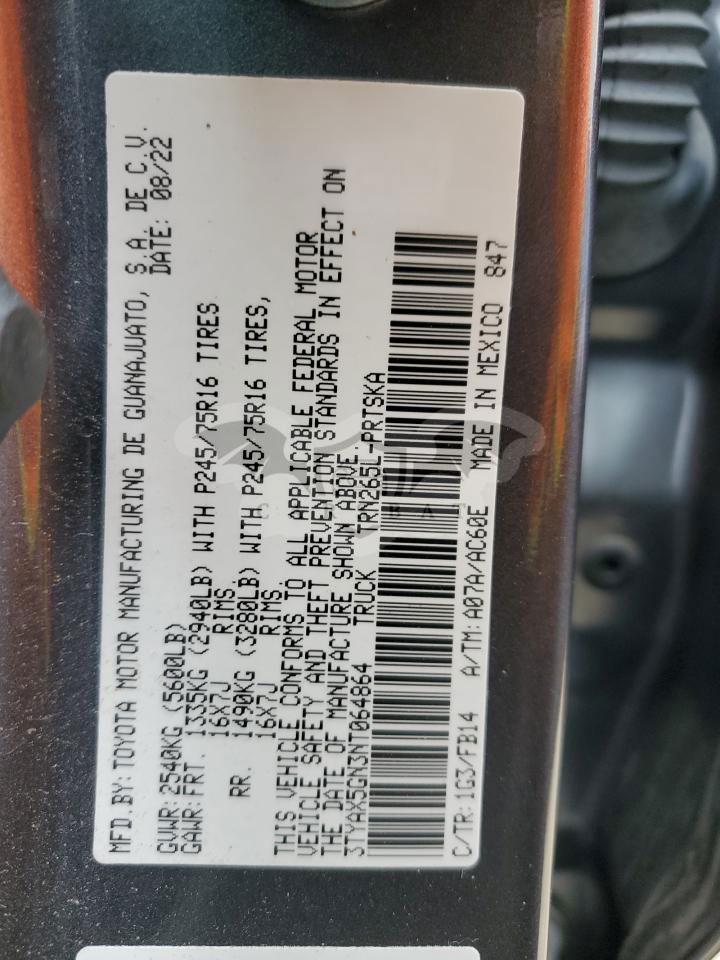 MFD.BY:TOYOTA MOTOR MANUFACTURING DE GUANAJUATO, S.A. DE C.V.
DATE: 08/22
GVWR:2540KG (5600LB)
GAWR:FRT. 1335KG (2940LB) WITH P245/75R16 TIRES
16X7J RIMS.
RR. 1490KG (3280LB) WITH P245/75R16 TIRES,
16X7J RIMS.
THIS VEHICLE CONFORMS TO ALL APPLICABLE FEDERAL MOTOR
VEHICLE SAFETY AND THEFT PREVENTION STANDARDS IN EFFECT ON
THE DATE OF MANUFACTURE SHOWN ABOVE.
3TYAX5GN3NT064864 TRUCK TRN265L-PRTSKA
C/TR:1G3/FB14 A/TM:A07A/AC60E MADE IN MEXICO 847